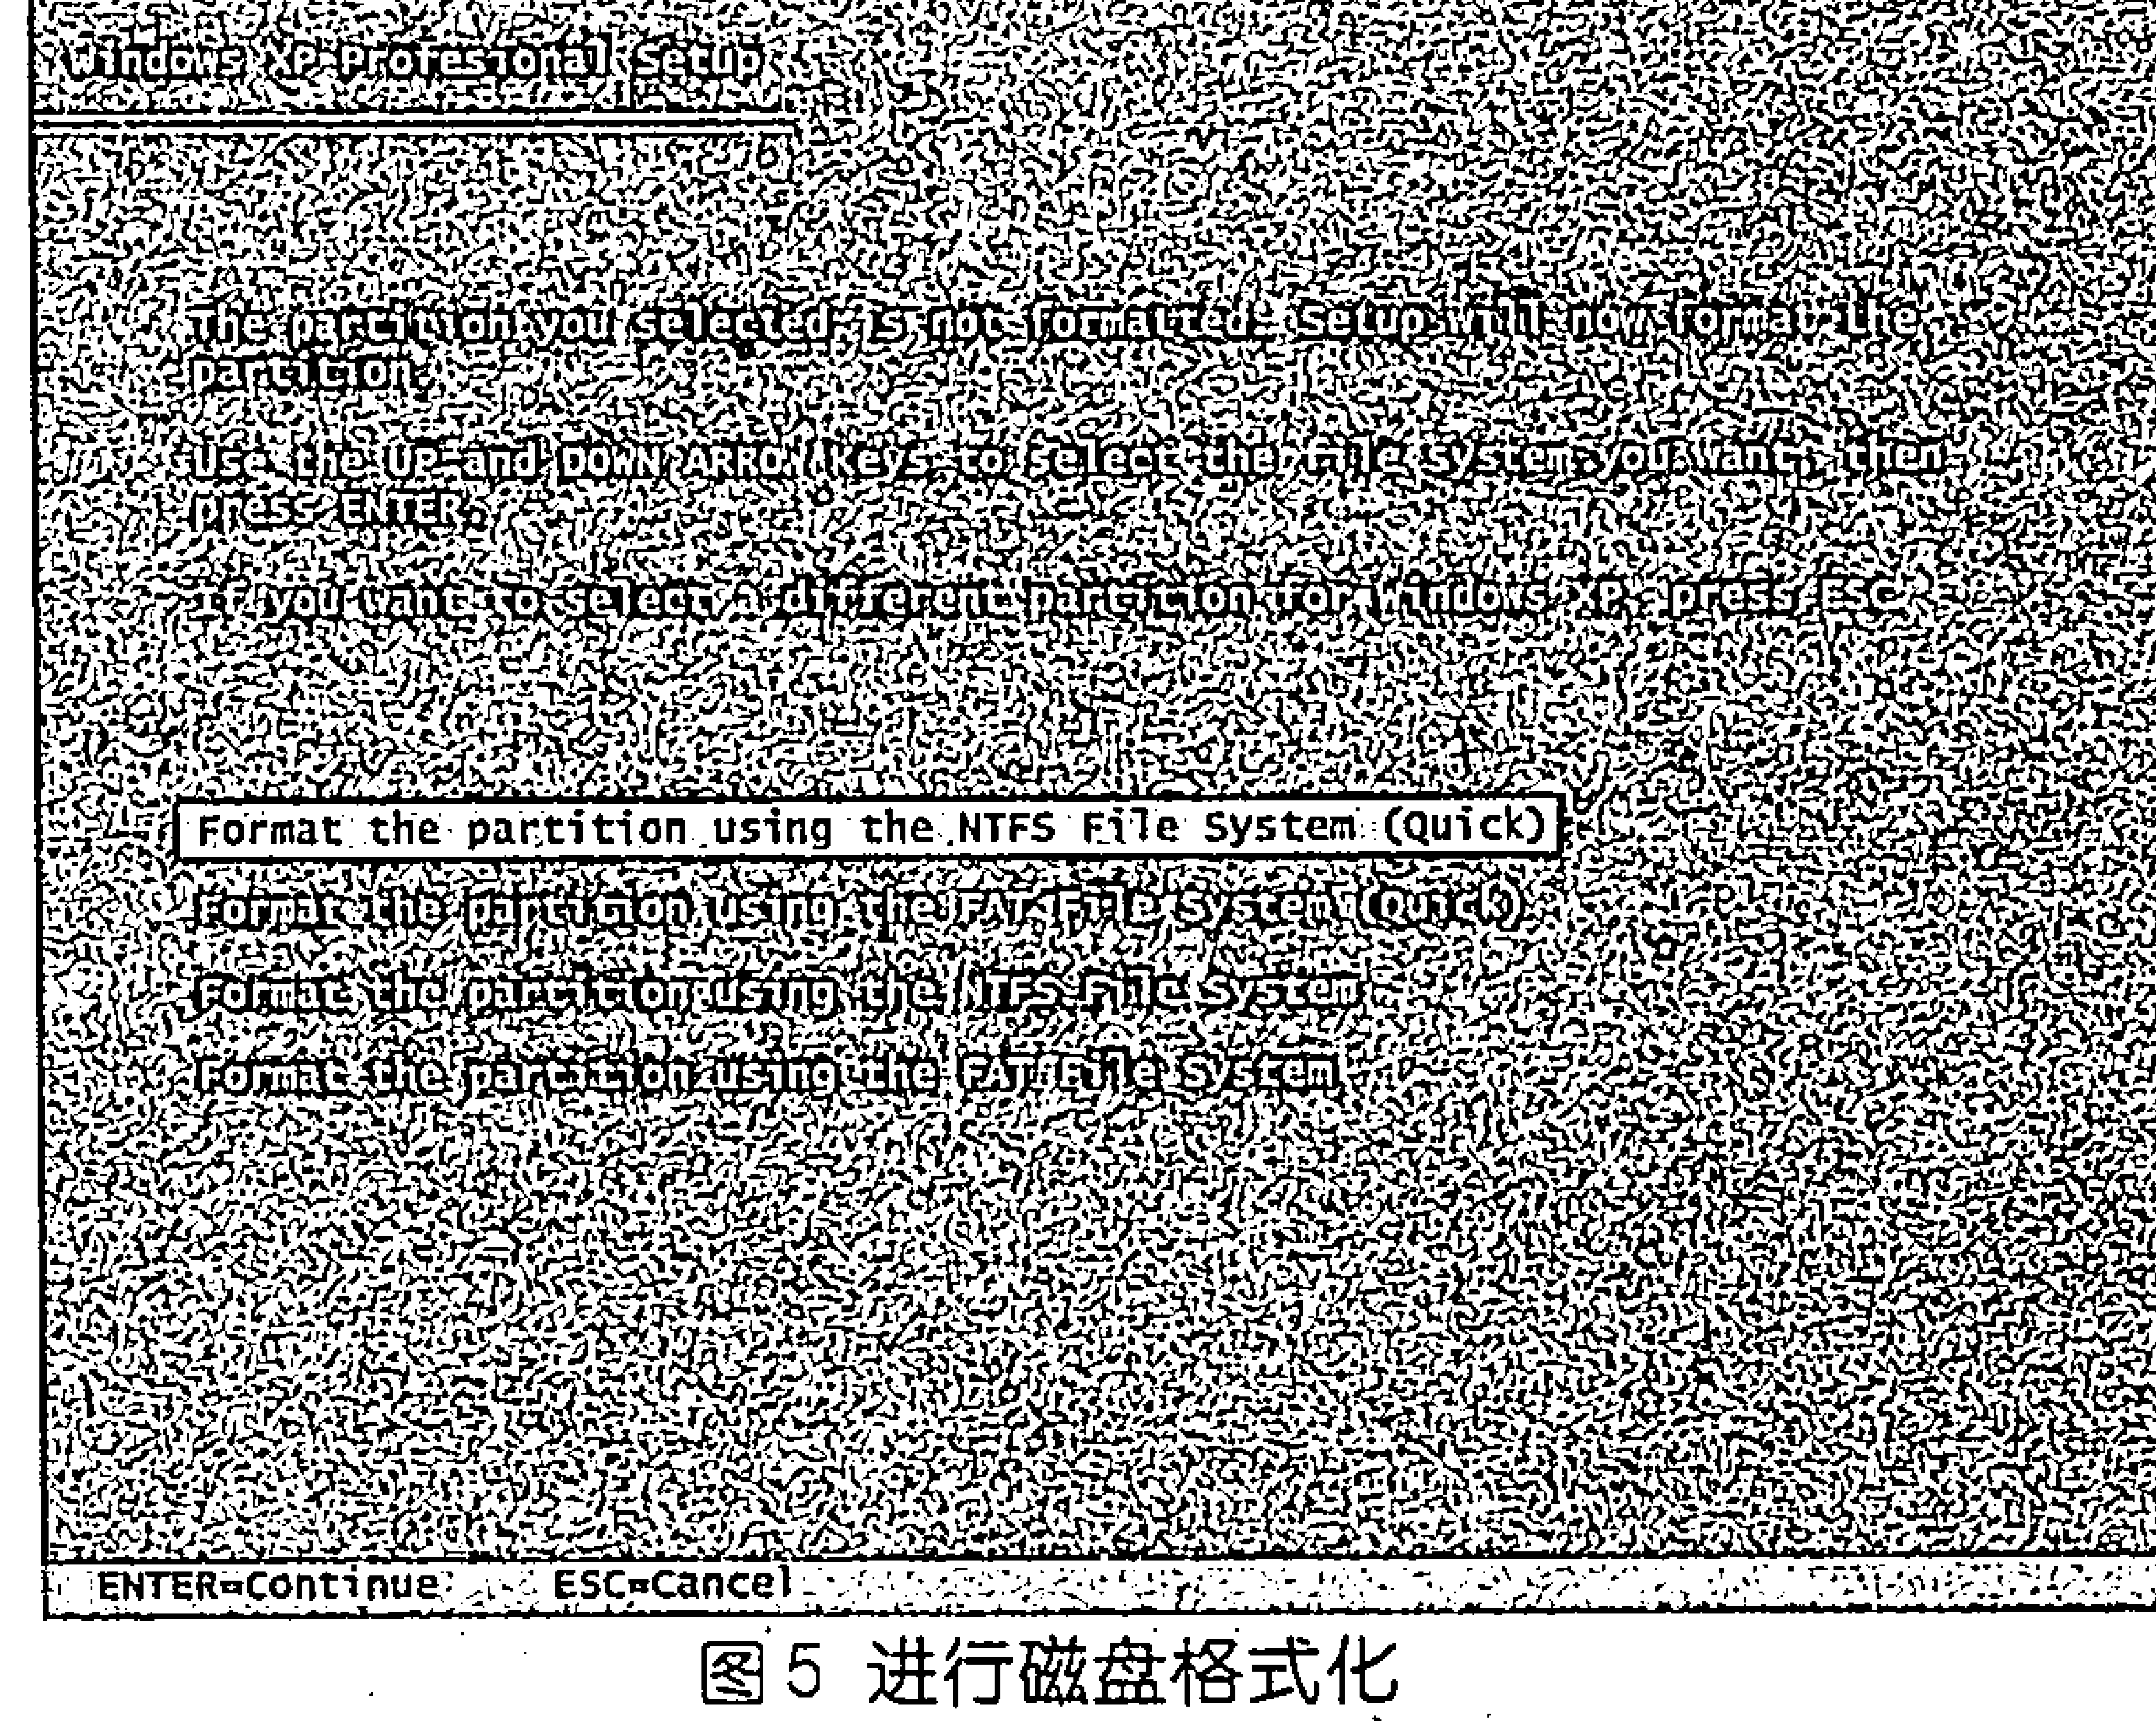 Windows XP Profesional Setup
The partition you selected is not formatted. Setup will now format the
partition.
Use the UP and DOWN ARROW keys to select the file system you want, then
press ENTER.
If you want to select a different partition for Windows XP, press ESC.
Format the partition using the NTFS File System (Quick)
Format the partition using the FAT File System (Quick)
Format the partition using the NTFS File System
Format the partition using the FAT File System
ENTER=Continue ESC=Cancel
图 5 进行磁盘格式化